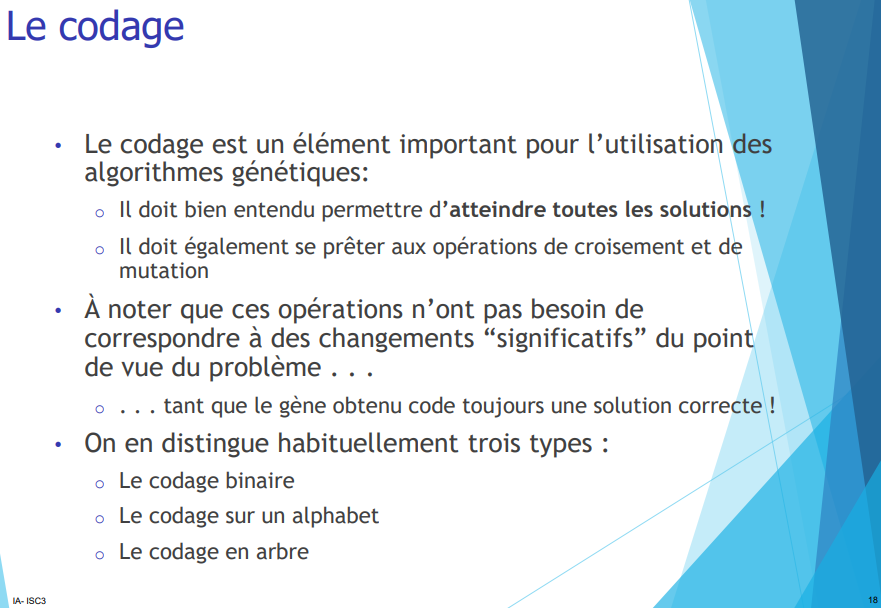 Le codage
• Le codage est un élément important pour l’utilisation des
algorithmes génétiques:
o Il doit bien entendu permettre d’atteindre toutes les solutions !
o Il doit également se prêter aux opérations de croisement et de
mutation
• À noter que ces opérations n’ont pas besoin de
correspondre à des changements “significatifs” du point
de vue du problème . . .
o . . . tant que le gène obtenu code toujours une solution correcte !
• On en distingue habituellement trois types :
o Le codage binaire
o Le codage sur un alphabet
o Le codage en arbre
IA- ISC3
18